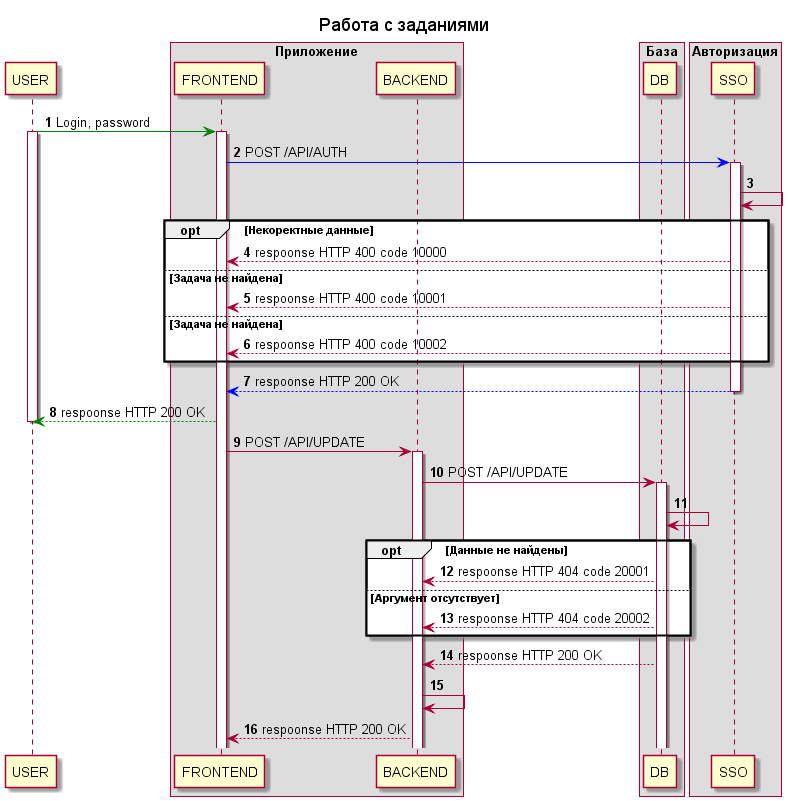 Работа с заданиями
Приложение
База
Авторизация
USER
FRONTEND
BACKEND
DB
SSO
1 Login, password
2 POST /API/AUTH
3
opt [Некоректные данные]
4 respoonse HTTP 400 code 10000
[Задача не найдена]
5 respoonse HTTP 400 code 10001
[Задача не найдена]
6 respoonse HTTP 400 code 10002
7 respoonse HTTP 200 OK
8 respoonse HTTP 200 OK
9 POST /API/UPDATE
10 POST /API/UPDATE
11
opt [Данные не найдены]
12 respoonse HTTP 404 code 20001
[Аргумент отсутствует]
13 respoonse HTTP 404 code 20002
14 respoonse HTTP 200 OK
15
16 respoonse HTTP 200 OK
USER
FRONTEND
BACKEND
DB
SSO